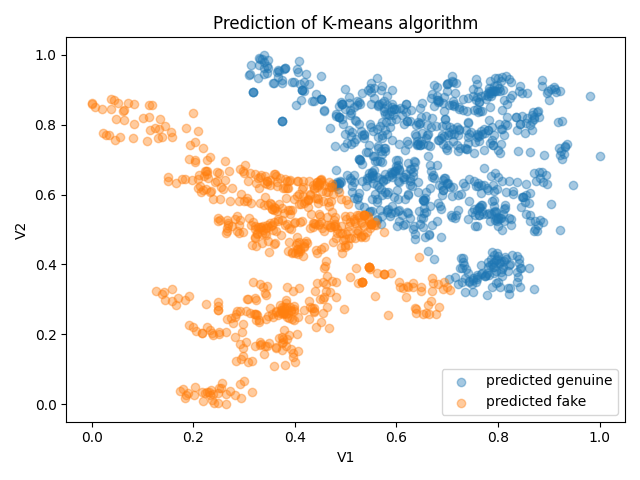 Prediction of K-means algorithm
1.0
0.8
0.6
0.4
0.2
0.0
V2
predicted genuine
predicted fake
0.0 0.2 0.4 0.6 0.8 1.0
V1